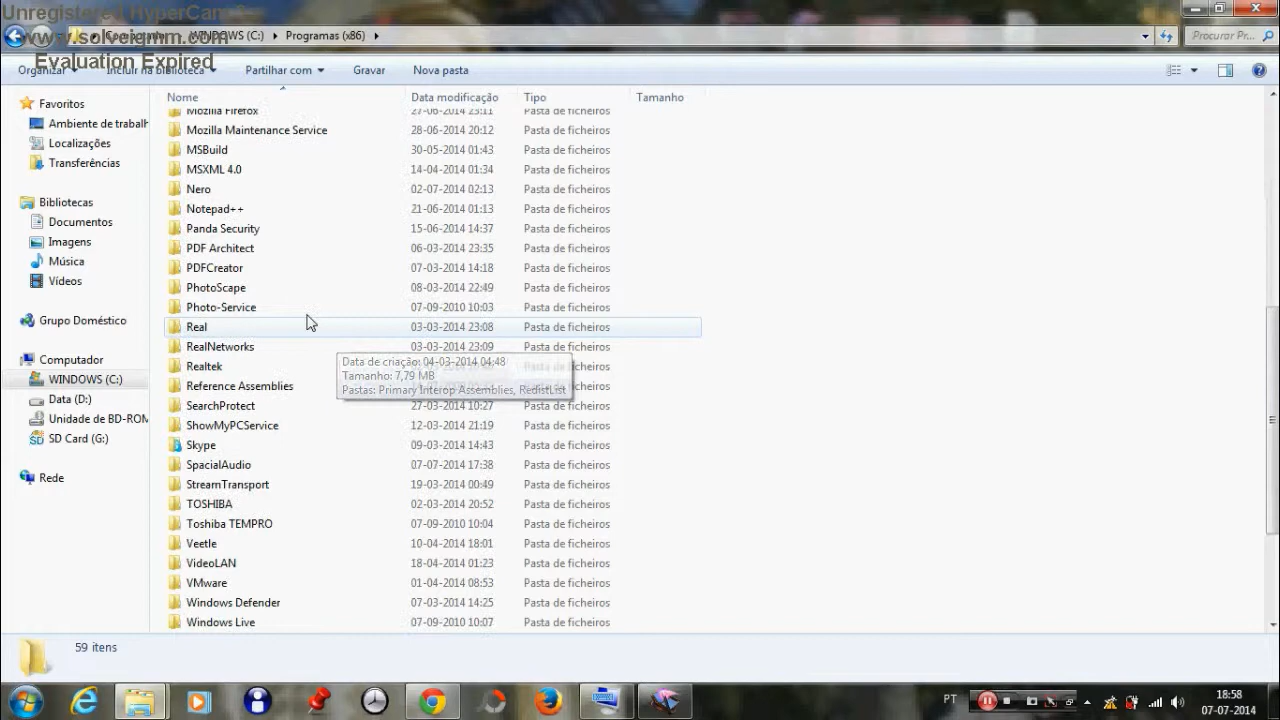 Unregistered HyperCam 3
www.solveigmm.com
Evaluation Expired
WINDOWS (C:) Programas (x86)
Procurar Pr...
Organizar Incluir na biblioteca Partilhar com Gravar Nova pasta
Nome Data modificação Tipo Tamanho
Favoritos
Ambiente de trabalh
Localizações
Transferências
Bibliotecas
Documentos
Imagens
Música
Vídeos
Grupo Doméstico
Computador
WINDOWS (C:)
Data (D:)
Unidade de BD-ROM
SD Card (G:)
Rede
Mozilla Firefox 27-06-2014 23:11 Pasta de ficheiros
Mozilla Maintenance Service 28-06-2014 20:12 Pasta de ficheiros
MSBuild 30-05-2014 01:43 Pasta de ficheiros
MSXML 4.0 14-04-2014 01:34 Pasta de ficheiros
Nero 02-07-2014 02:13 Pasta de ficheiros
Notepad++ 21-06-2014 01:13 Pasta de ficheiros
Panda Security 15-06-2014 14:37 Pasta de ficheiros
PDF Architect 06-03-2014 23:35 Pasta de ficheiros
PDFCreator 07-03-2014 14:18 Pasta de ficheiros
PhotoScape 08-03-2014 22:49 Pasta de ficheiros
Photo-Service 07-09-2010 10:03 Pasta de ficheiros
Real 03-03-2014 23:08 Pasta de ficheiros
RealNetworks 03-03-2014 23:09 Pasta de ficheiros
Realtek
Reference Assemblies
Data de criação: 04-03-2014 04:48
Tamanho: 7,79 MB
Pastas: Primary Interop Assemblies, RedistList
SearchProtect 27-03-2014 10:27 Pasta de ficheiros
ShowMyPCService 12-03-2014 21:19 Pasta de ficheiros
Skype 09-03-2014 14:43 Pasta de ficheiros
SpacialAudio 07-07-2014 17:38 Pasta de ficheiros
StreamTransport 19-03-2014 00:49 Pasta de ficheiros
TOSHIBA 02-03-2014 20:52 Pasta de ficheiros
Toshiba TEMPRO 07-09-2010 10:04 Pasta de ficheiros
Veetle 10-04-2014 18:01 Pasta de ficheiros
VideoLAN 18-04-2014 01:23 Pasta de ficheiros
VMware 01-04-2014 08:53 Pasta de ficheiros
Windows Defender 07-03-2014 14:25 Pasta de ficheiros
Windows Live 07-09-2010 10:07 Pasta de ficheiros
59 itens
PT
18:58
07-07-2014